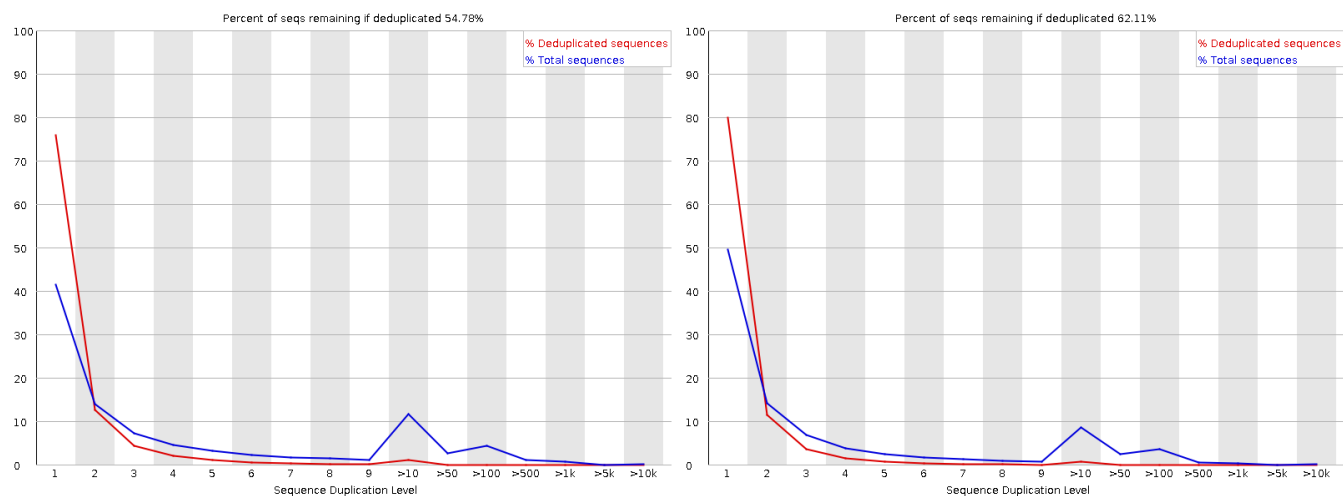 Percent of seqs remaining if deduplicated 54.78%
% Deduplicated sequences
% Total sequences
100
90
80
70
60
50
40
30
20
10
0
1 2 3 4 5 6 7 8 9 >10 >50 >100 >500 >1k >5k >10k
Sequence Duplication Level
Percent of seqs remaining if deduplicated 62.11%
% Deduplicated sequences
% Total sequences
100
90
80
70
60
50
40
30
20
10
0
1 2 3 4 5 6 7 8 9 >10 >50 >100 >500 >1k >5k >10k
Sequence Duplication Level